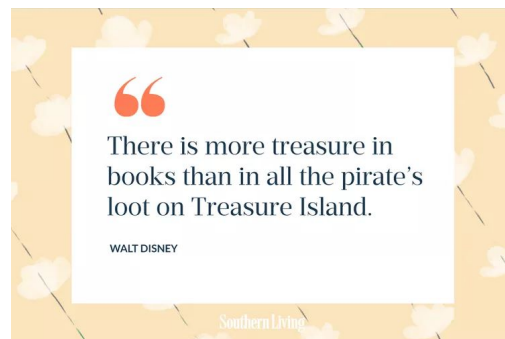 “
There is more treasure in
books than in all the pirate’s
loot on Treasure Island.
WALT DISNEY
Southern Living